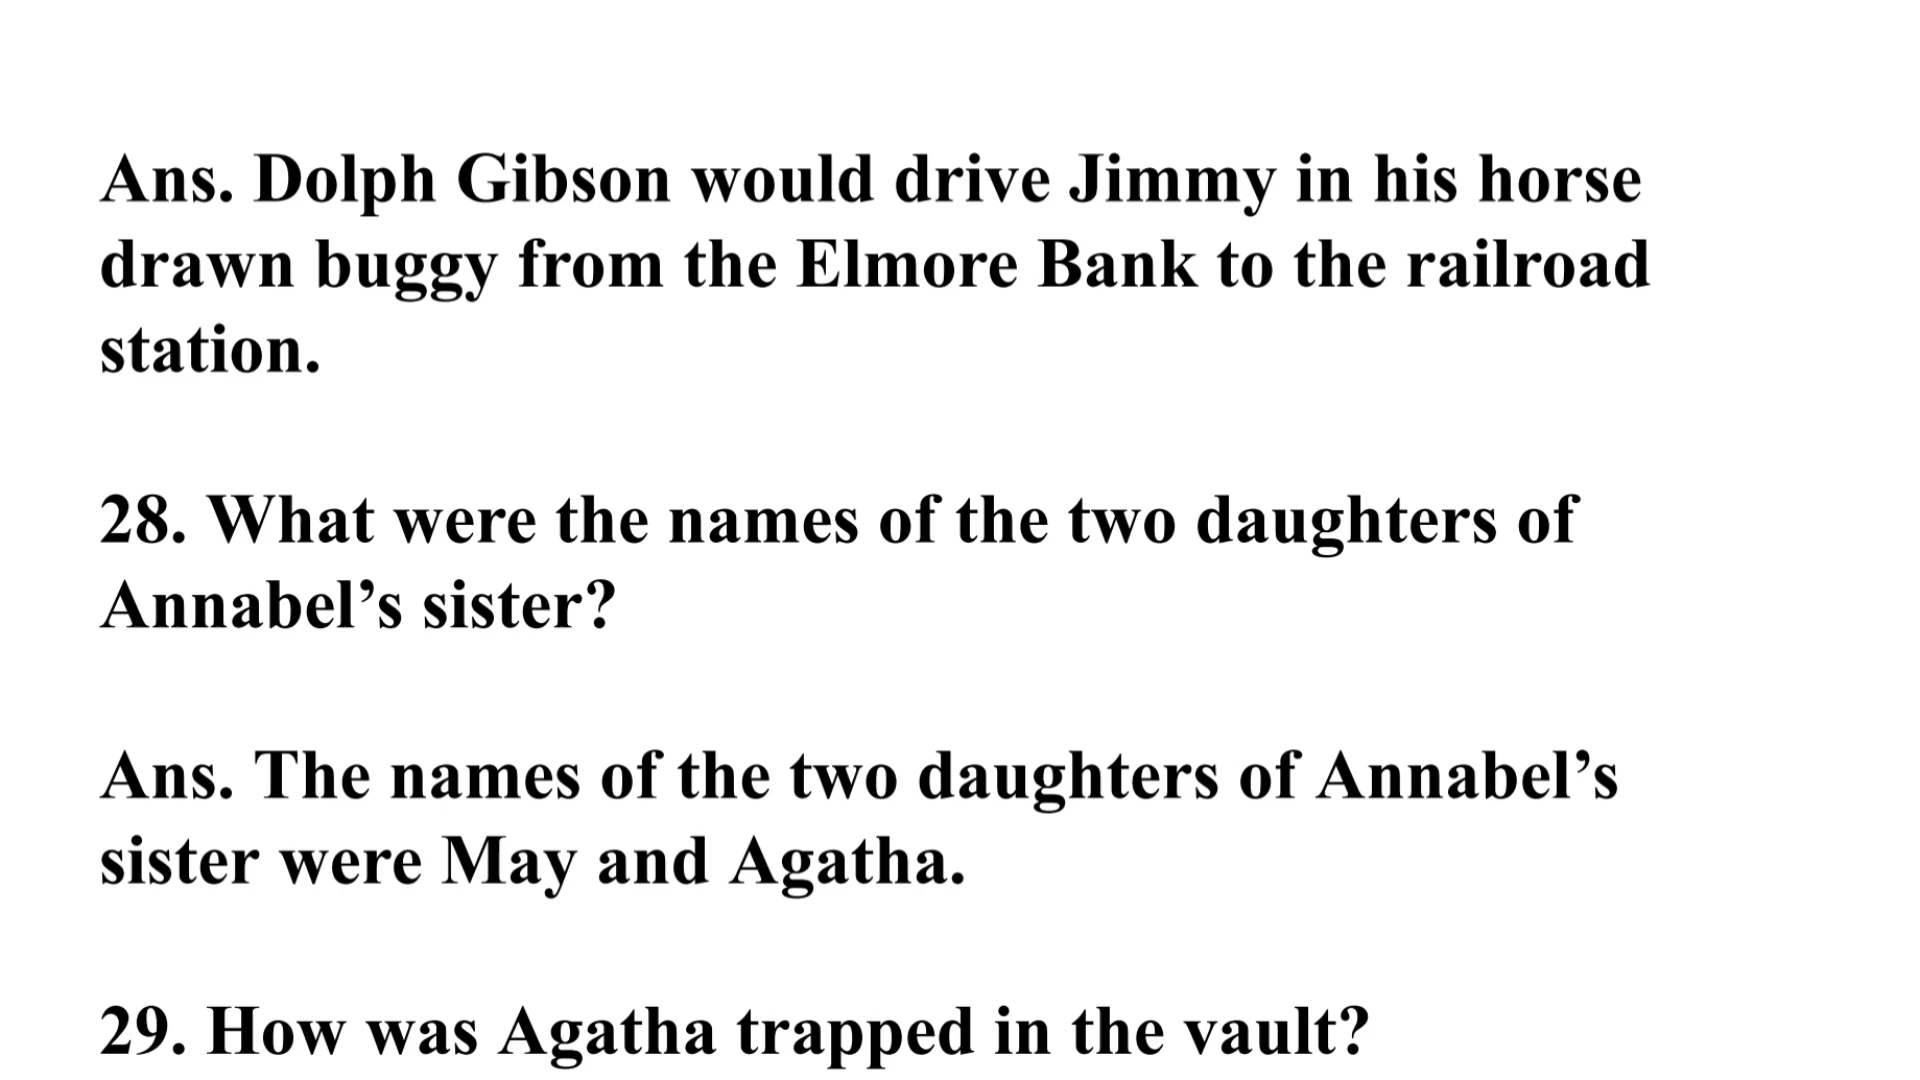 Ans. Dolph Gibson would drive Jimmy in his horse
drawn buggy from the Elmore Bank to the railroad
station.
28. What were the names of the two daughters of
Annabel’s sister?
Ans. The names of the two daughters of Annabel’s
sister were May and Agatha.
29. How was Agatha trapped in the vault?